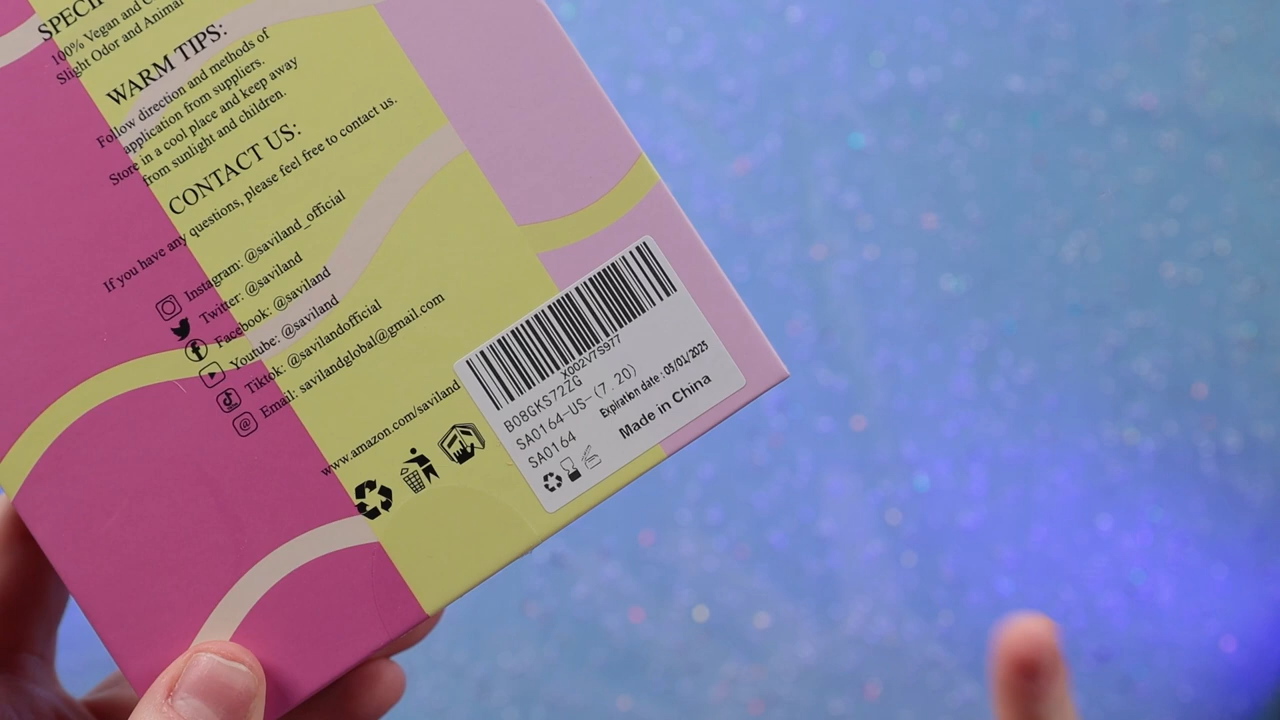 100% Vegan and
Slight Odor and Animal
WARM TIPS:
Follow direction and methods of
application from suppliers.
Store in a cool place and keep away
from sunlight and children.
CONTACT US:
If you have any questions, please feel free to contact us.
Instagram: @saviland_official
Twitter: @saviland
Facebook: @saviland
Youtube: @saviland
Tiktok: @savilandofficial
Email: savilandglobal@gmail.com
www.amazon.com/saviland
X002V7S977
B08GKS72ZG
SA0164-US-(7.20)
SA0164
Expiration date:05/01/2025
Made in China